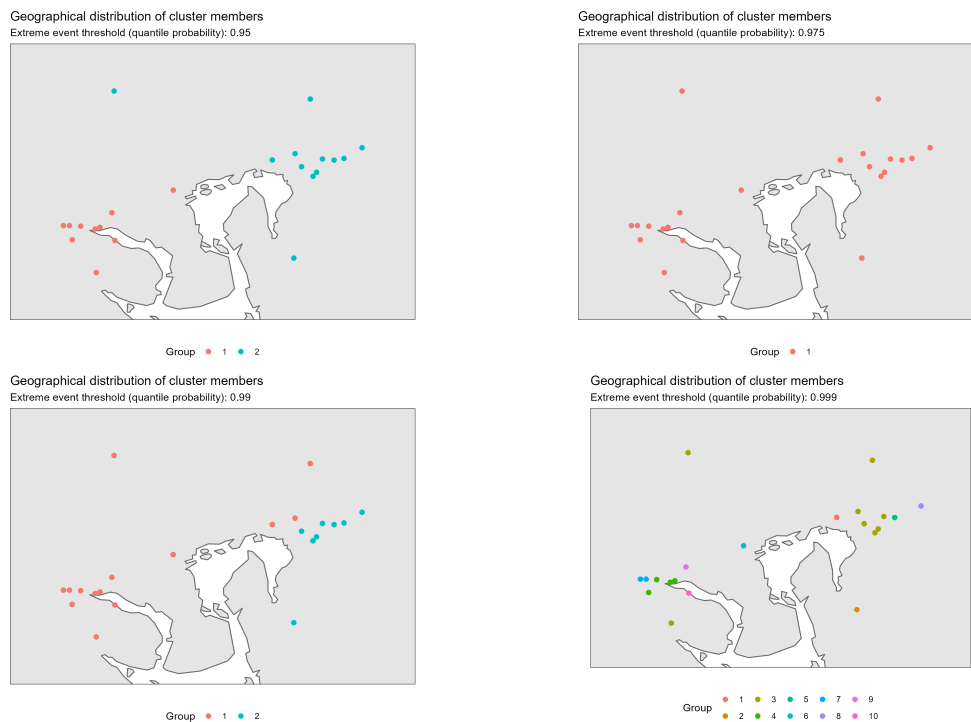 Geographical distribution of cluster members
Extreme event threshold (quantile probability): 0.95
Group 1 2
Geographical distribution of cluster members
Extreme event threshold (quantile probability): 0.975
Group 1
Geographical distribution of cluster members
Extreme event threshold (quantile probability): 0.99
Group 1 2
Geographical distribution of cluster members
Extreme event threshold (quantile probability): 0.999
1 3 5 7 9
Group
2 4 6 8 10